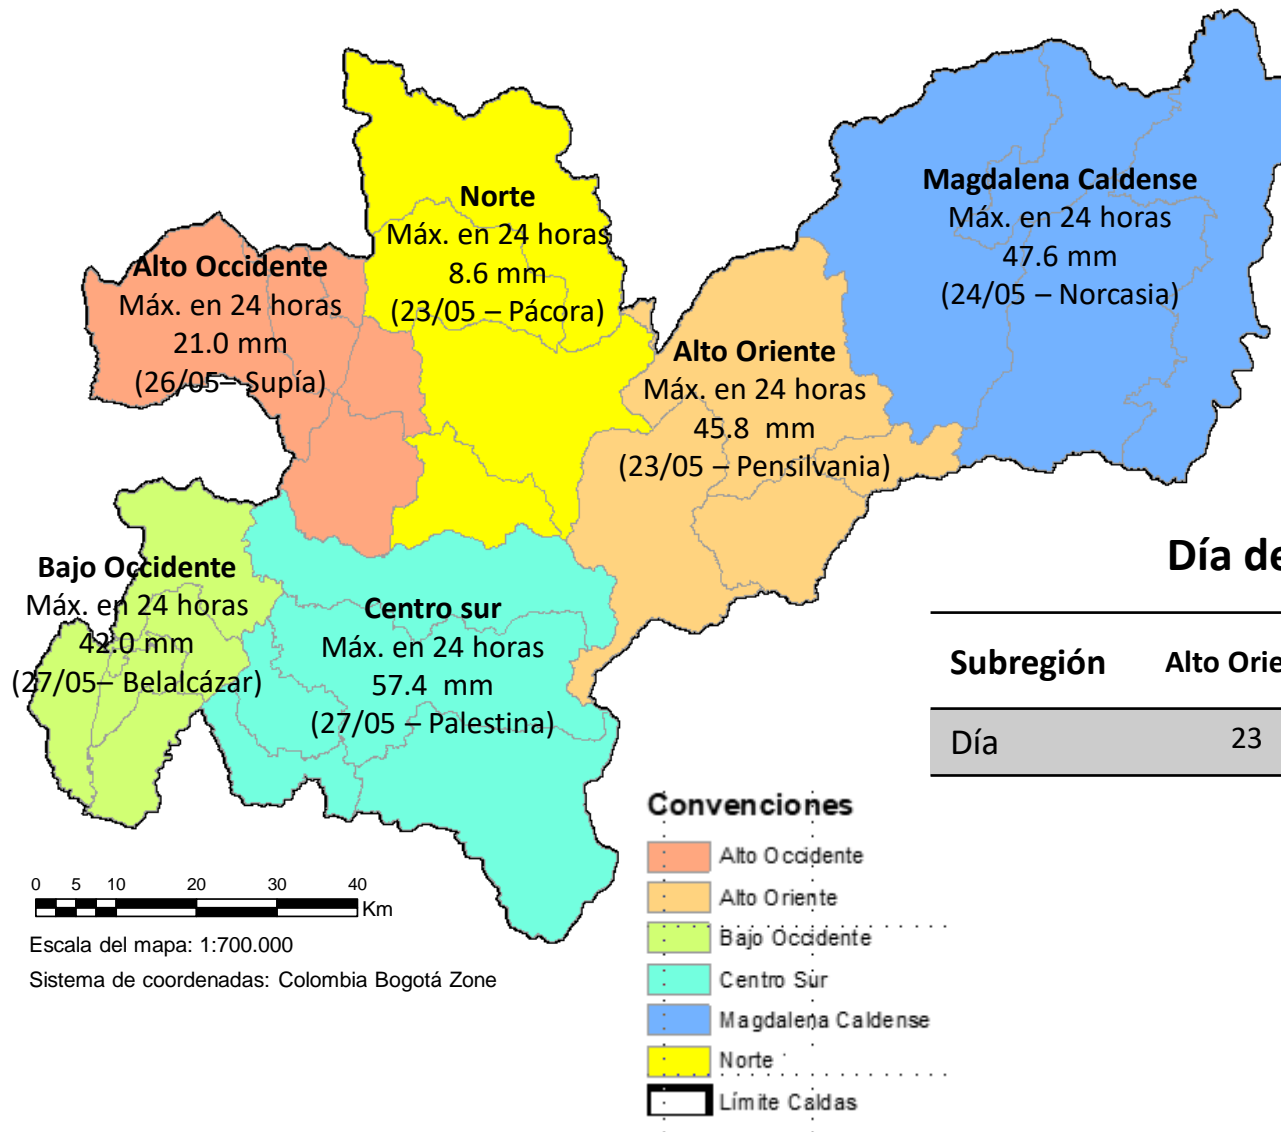 Norte
Máx. en 24 horas
8.6 mm
(23/05 – Pácora)
Magdalena Caldense
Máx. en 24 horas
47.6 mm
(24/05 – Norcasia)
Alto Occidente
Máx. en 24 horas
21.0 mm
(26/05– Supía)
Alto Oriente
Máx. en 24 horas
45.8 mm
(23/05 – Pensilvania)
Bajo Occidente
Máx. en 24 horas
42.0 mm
(27/05– Belalcázar)
Centro sur
Máx. en 24 horas
57.4 mm
(27/05 – Palestina)
Día de
Subregión Alto Orie
Día 23
Convenciones
Alto Occidente
Alto Oriente
Bajo Occidente
Centro Sur
Magdalena Caldense
Norte
Límite Caldas
0 5 10 20 30 40
Km
Escala del mapa: 1:700.000
Sistema de coordenadas: Colombia Bogotá Zone